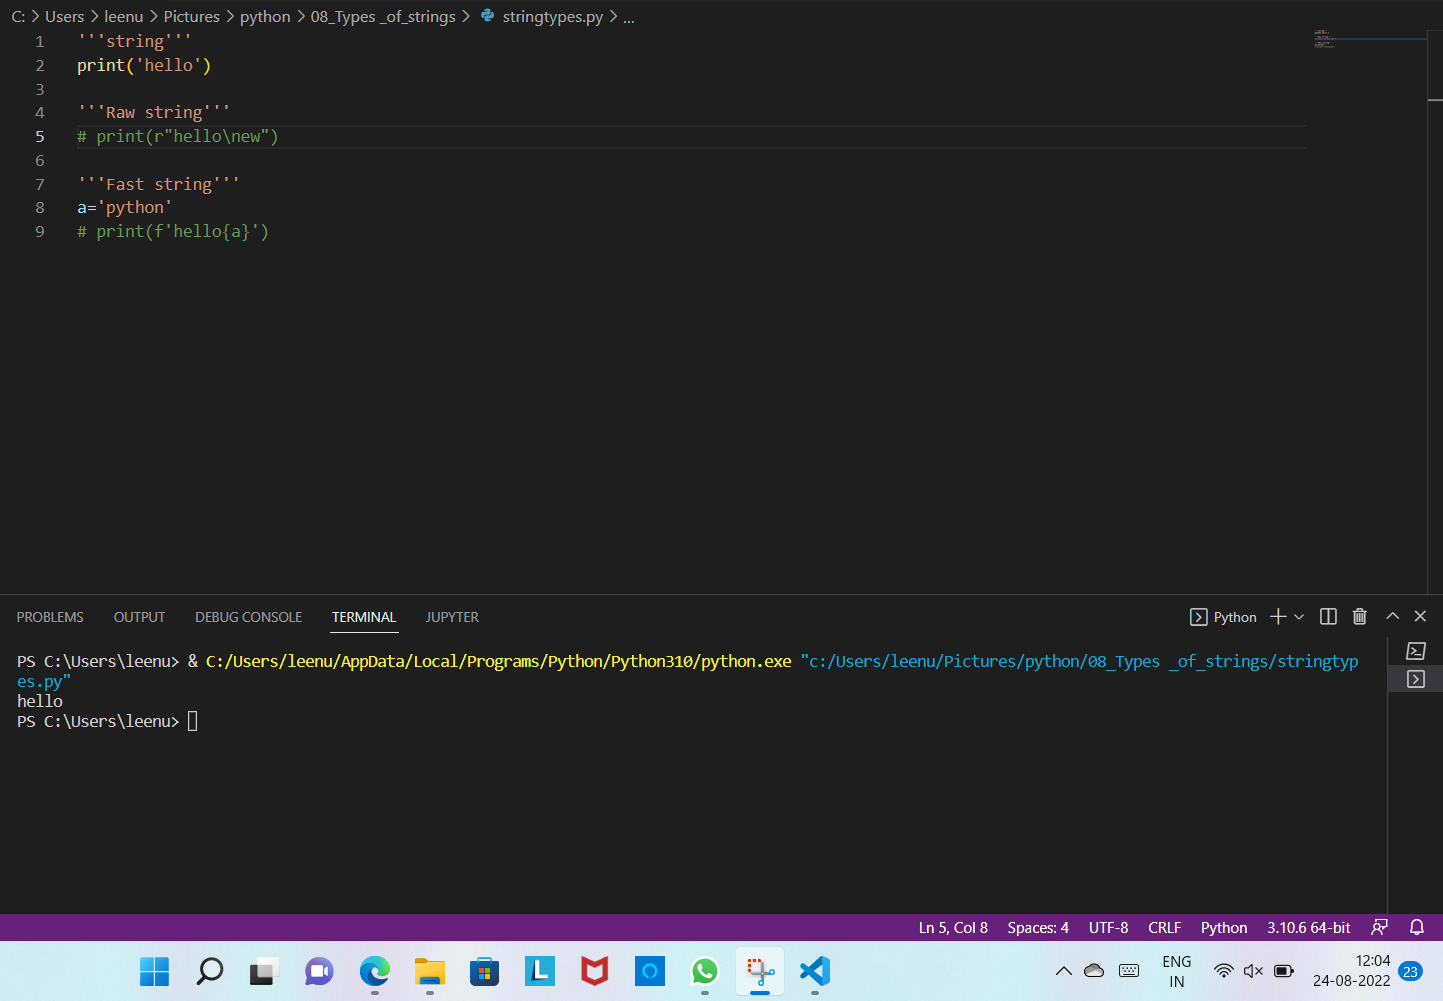 C: > Users > leenu > Pictures > python > 08_Types _of_strings > stringtypes.py > ...
1 '''string'''
2 print('hello')
3
4 '''Raw string'''
5 # print(r"hello\new")
6
7 '''Fast string'''
8 a='python'
9 # print(f'hello{a}')
PROBLEMS OUTPUT DEBUG CONSOLE TERMINAL JUPYTER Python
PS C:\Users\leenu> & C:/Users/leenu/AppData/Local/Programs/Python/Python310/python.exe "c:/Users/leenu/Pictures/python/08_Types _of_strings/stringtyp
es.py"
hello
PS C:\Users\leenu>
Ln 5, Col 8 Spaces: 4 UTF-8 CRLF Python 3.10.6 64-bit
L ENG 12:04
IN 24-08-2022 23